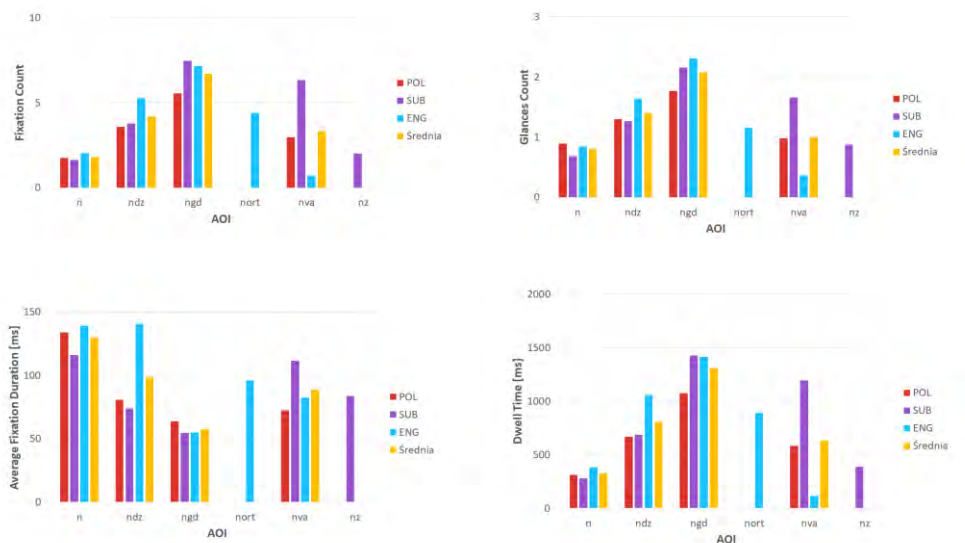 10
5
0
Fixation Count
n ndz ngd nort nva nz
AOI
POL
SUB
ENG
Średnia
3
2
1
0
Glances Count
n ndz ngd nort nva nz
AOI
POL
SUB
ENG
Średnia
150
100
50
0
Average Fixation Duration [ms]
n ndz ngd nort nva nz
AOI
POL
SUB
ENG
Średnia
2000
1500
1000
500
0
Dwell Time [ms]
n ndz ngd nort nva nz
AOI
POL
SUB
ENG
Średnia